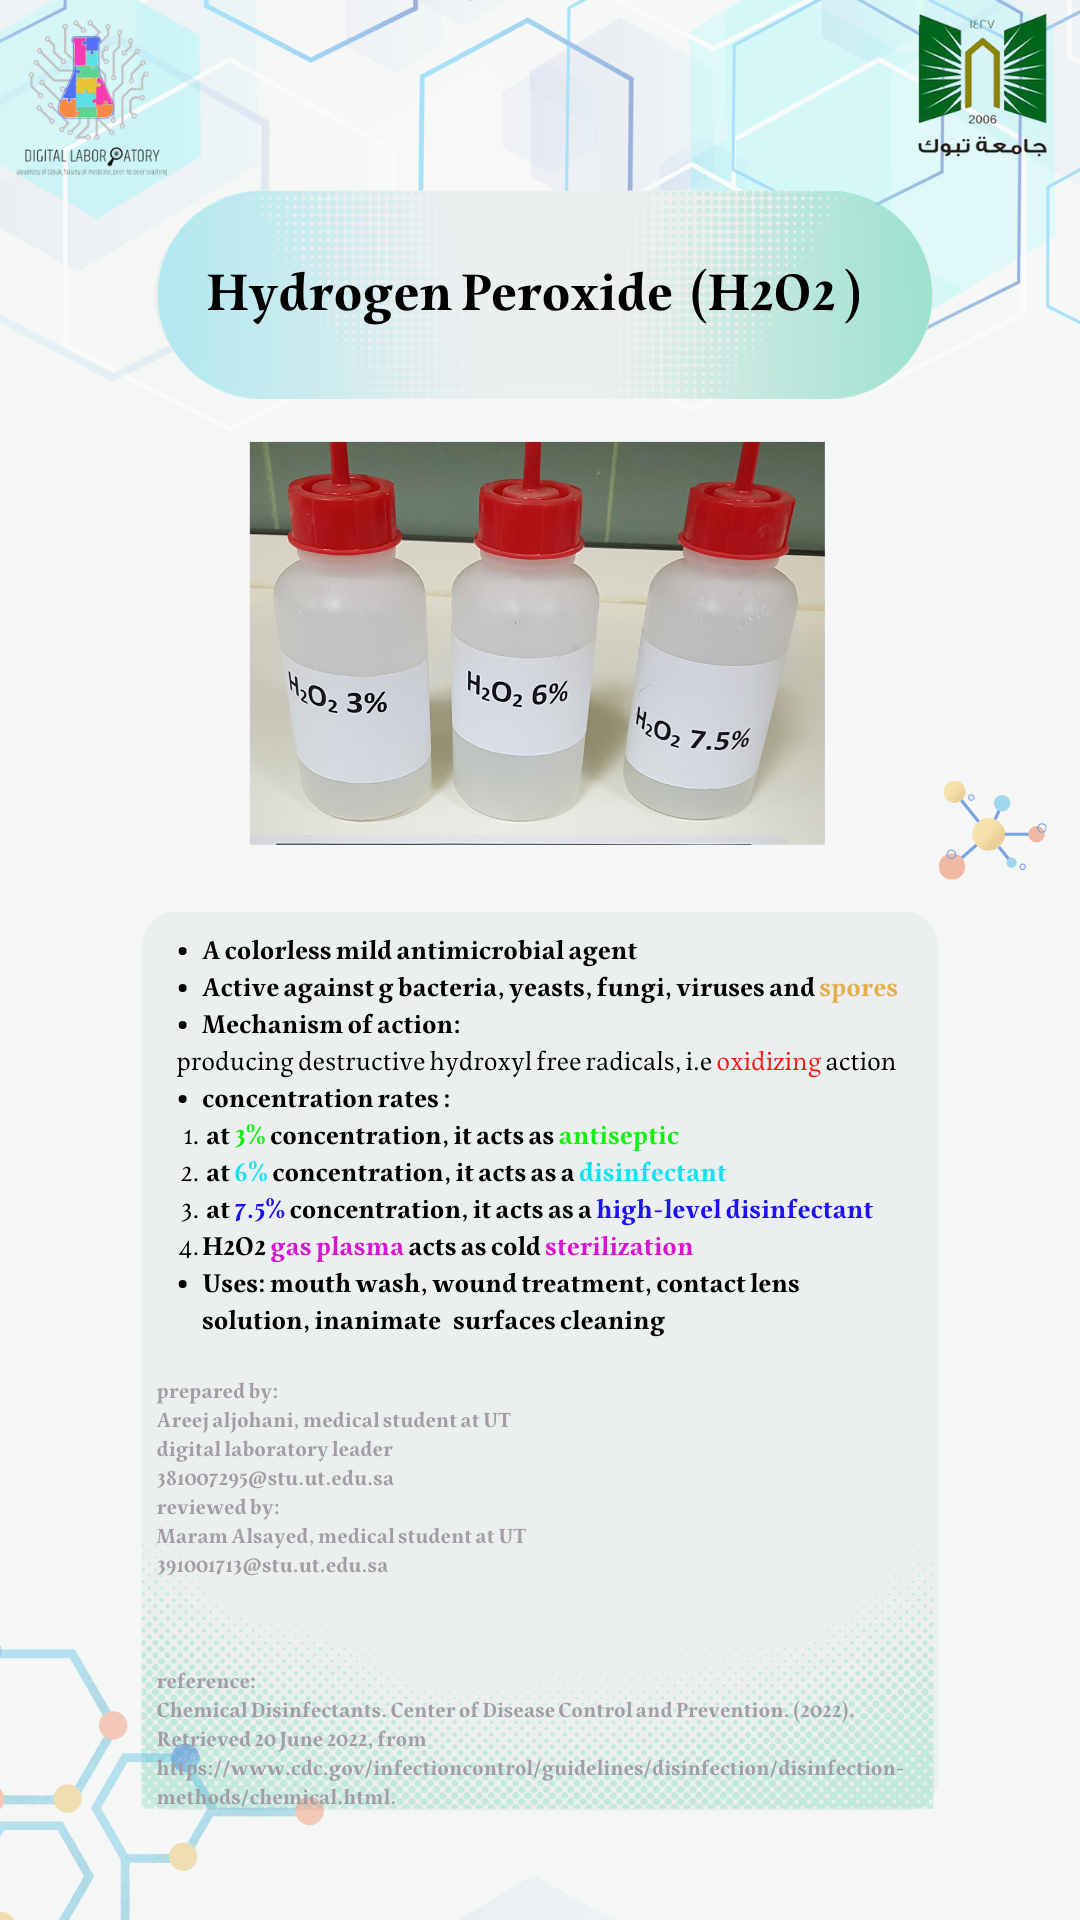 DIGITAL LABORATORY
university of tabuk, faculty of medicine, peer-to-peer teaching
١٤٢٧
2006
جامعة تبوك
Hydrogen Peroxide (H2O2 )
H₂O₂ 3%
H₂O₂ 6%
H₂O₂ 7.5%
• A colorless mild antimicrobial agent
• Active against g bacteria, yeasts, fungi, viruses and spores
• Mechanism of action:
producing destructive hydroxyl free radicals, i.e oxidizing action
• concentration rates :
1. at 3% concentration, it acts as antiseptic
2. at 6% concentration, it acts as a disinfectant
3. at 7.5% concentration, it acts as a high-level disinfectant
4. H2O2 gas plasma acts as cold sterilization
• Uses: mouth wash, wound treatment, contact lens
solution, inanimate surfaces cleaning
prepared by:
Areej aljohani, medical student at UT
digital laboratory leader
381007295@stu.ut.edu.sa
reviewed by:
Maram Alsayed, medical student at UT
391001713@stu.ut.edu.sa
reference:
Chemical Disinfectants. Center of Disease Control and Prevention. (2022).
Retrieved 20 June 2022, from
https://www.cdc.gov/infectioncontrol/guidelines/disinfection/disinfection-
methods/chemical.html.